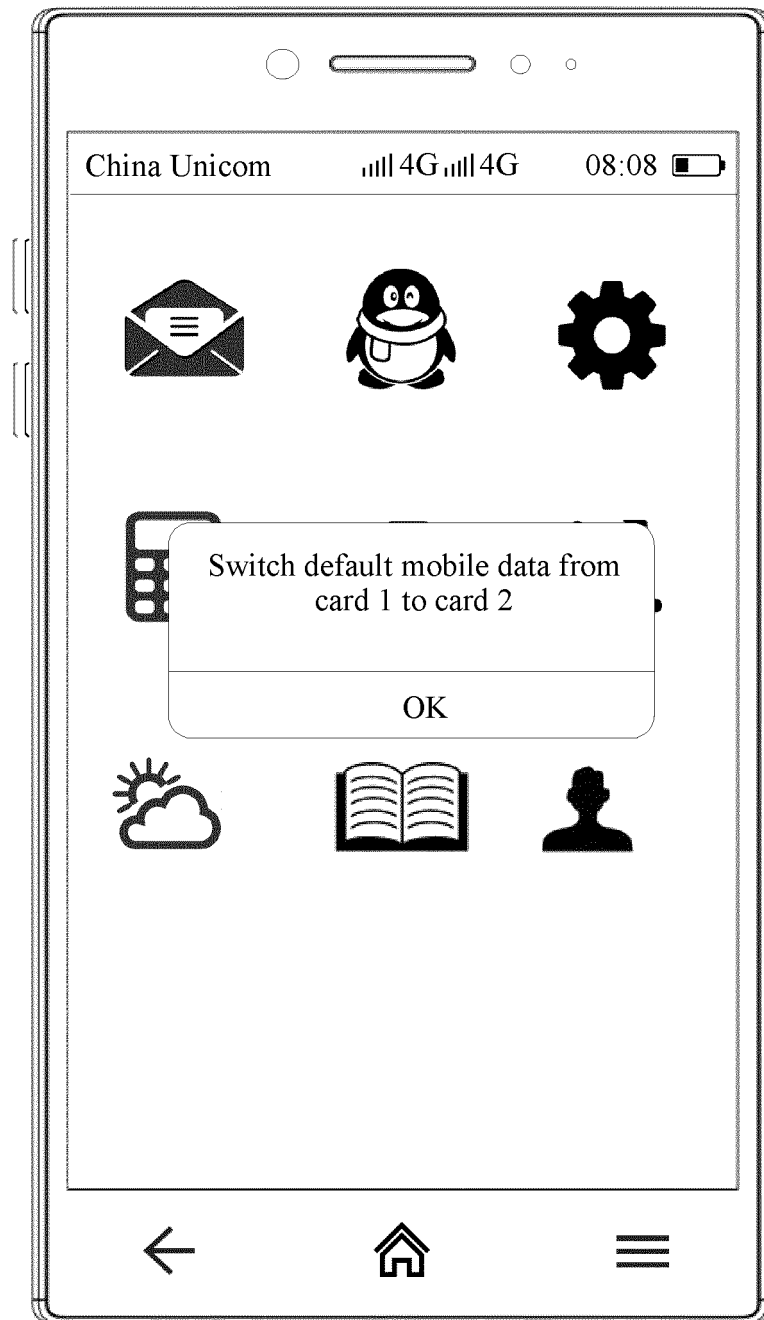 China Unicom 4G 4G 08:08
Switch default mobile data from
card 1 to card 2
OK